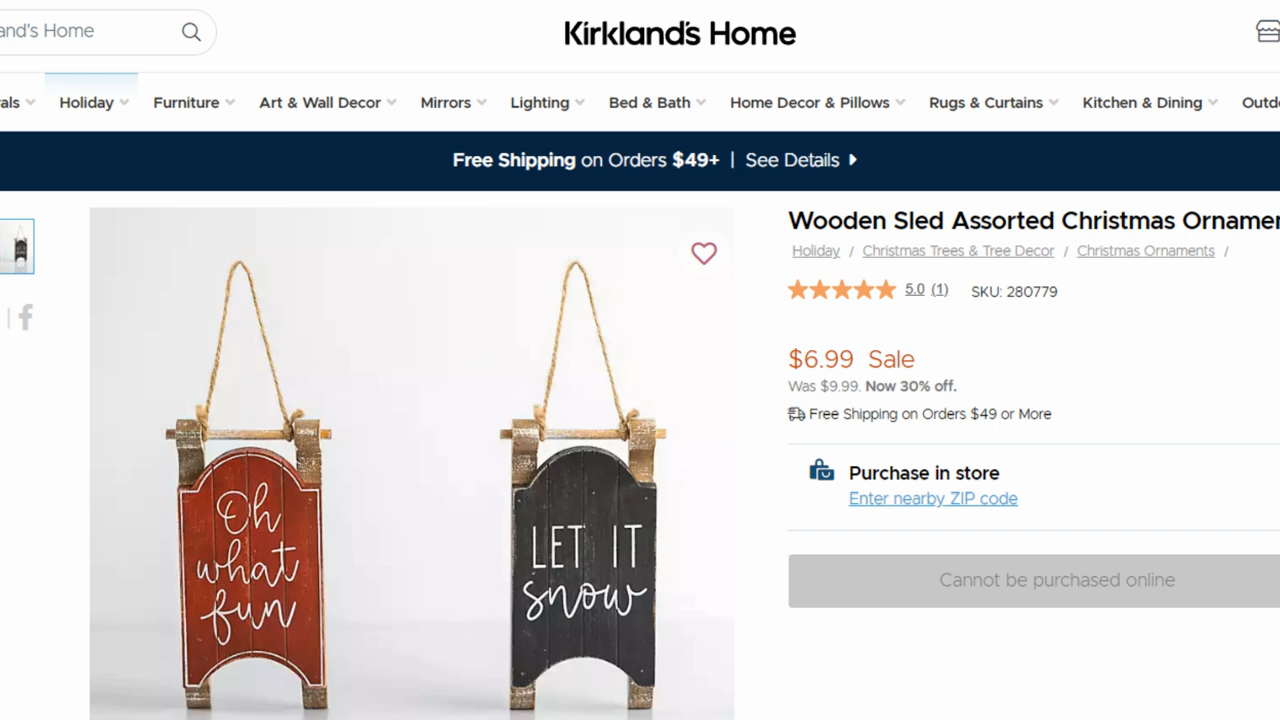 and's Home
Kirkland's Home
als
Holiday
Furniture
Art & Wall Decor
Mirrors
Lighting
Bed & Bath
Home Decor & Pillows
Rugs & Curtains
Kitchen & Dining
Outd
Free Shipping on Orders $49+ | See Details
Wooden Sled Assorted Christmas Orname
Holiday / Christmas Trees & Tree Decor / Christmas Ornaments /
5.0 (1) SKU: 280779
$6.99 Sale
Was $9.99. Now 30% off.
Free Shipping on Orders $49 or More
Purchase in store
Enter nearby ZIP code
Cannot be purchased online
Oh
what
fun
LET IT
snow